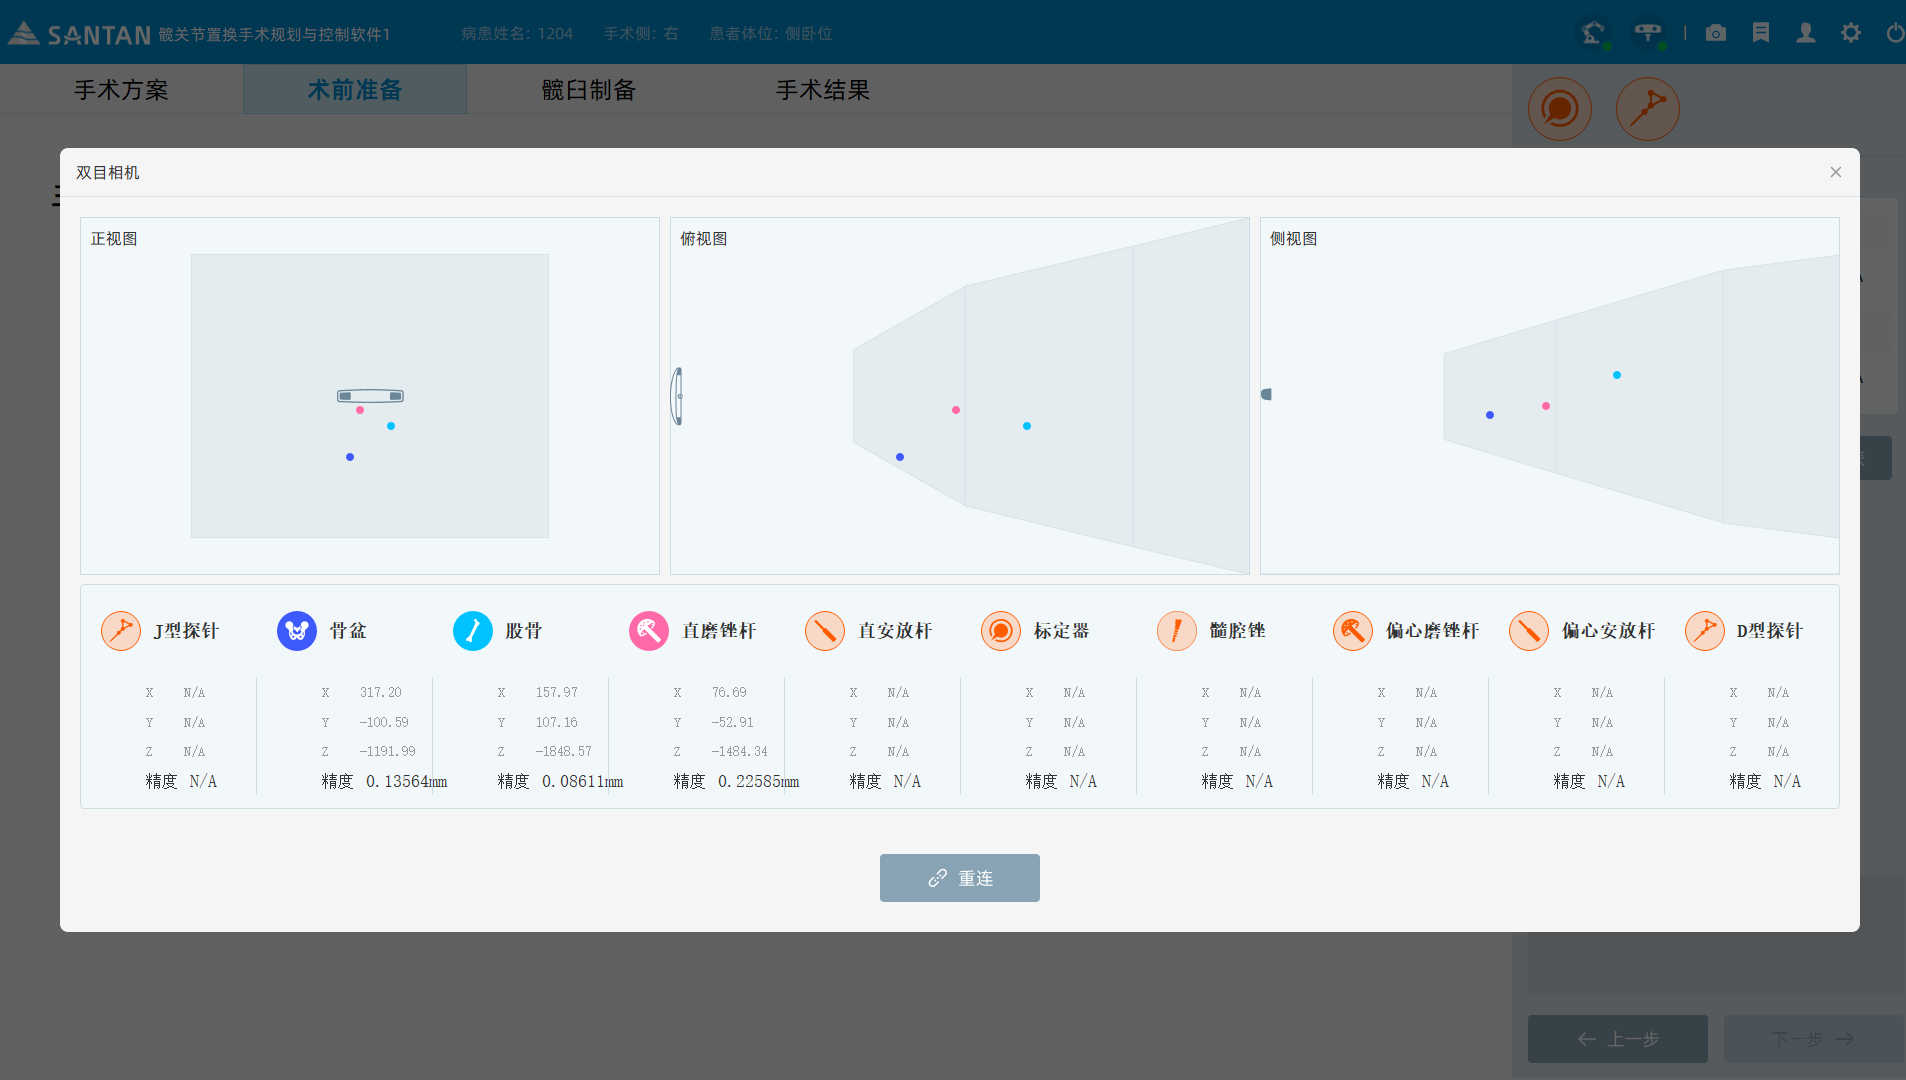 SANTAN 髋关节置换手术规划与控制软件1 病患姓名：1204 手术侧：右 患者体位：侧卧位
手术方案 术前准备 髋臼制备 手术结果
双目相机
正视图 俯视图 侧视图
J型探针 骨盆 股骨 直磨锉杆 直安放杆 标定器 髓腔锉 偏心磨锉杆 偏心安放杆 D型探针
X N/A X 317.20 X 157.97 X 76.69 X N/A X N/A X N/A X N/A X N/A X N/A
Y N/A Y -100.59 Y 107.16 Y -52.91 Y N/A Y N/A Y N/A Y N/A Y N/A Y N/A
Z N/A Z -1191.99 Z -1848.57 Z -1484.34 Z N/A Z N/A Z N/A Z N/A Z N/A Z N/A
精度 N/A 精度 0.13564mm 精度 0.08611mm 精度 0.22585mm 精度 N/A 精度 N/A 精度 N/A 精度 N/A 精度 N/A 精度 N/A
重连
上一步 下一步